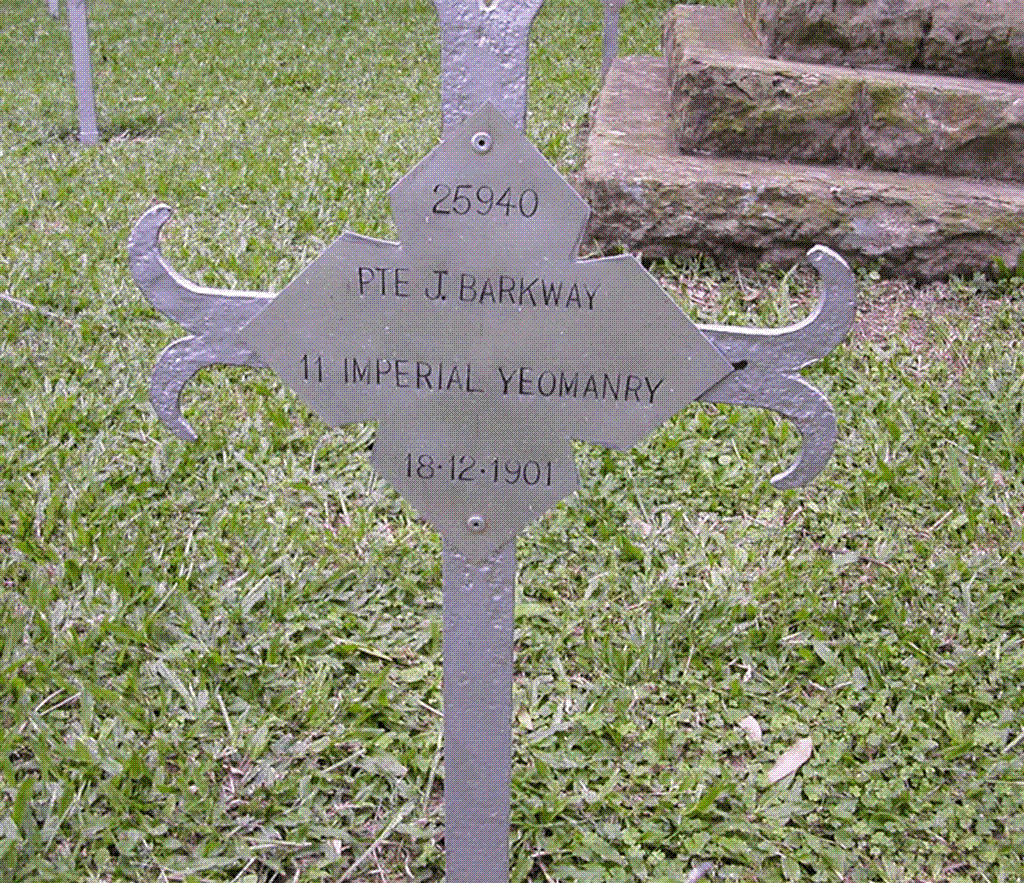 25940
PTE J. BARKWAY
11 IMPERIAL YEOMANRY
18·12·1901